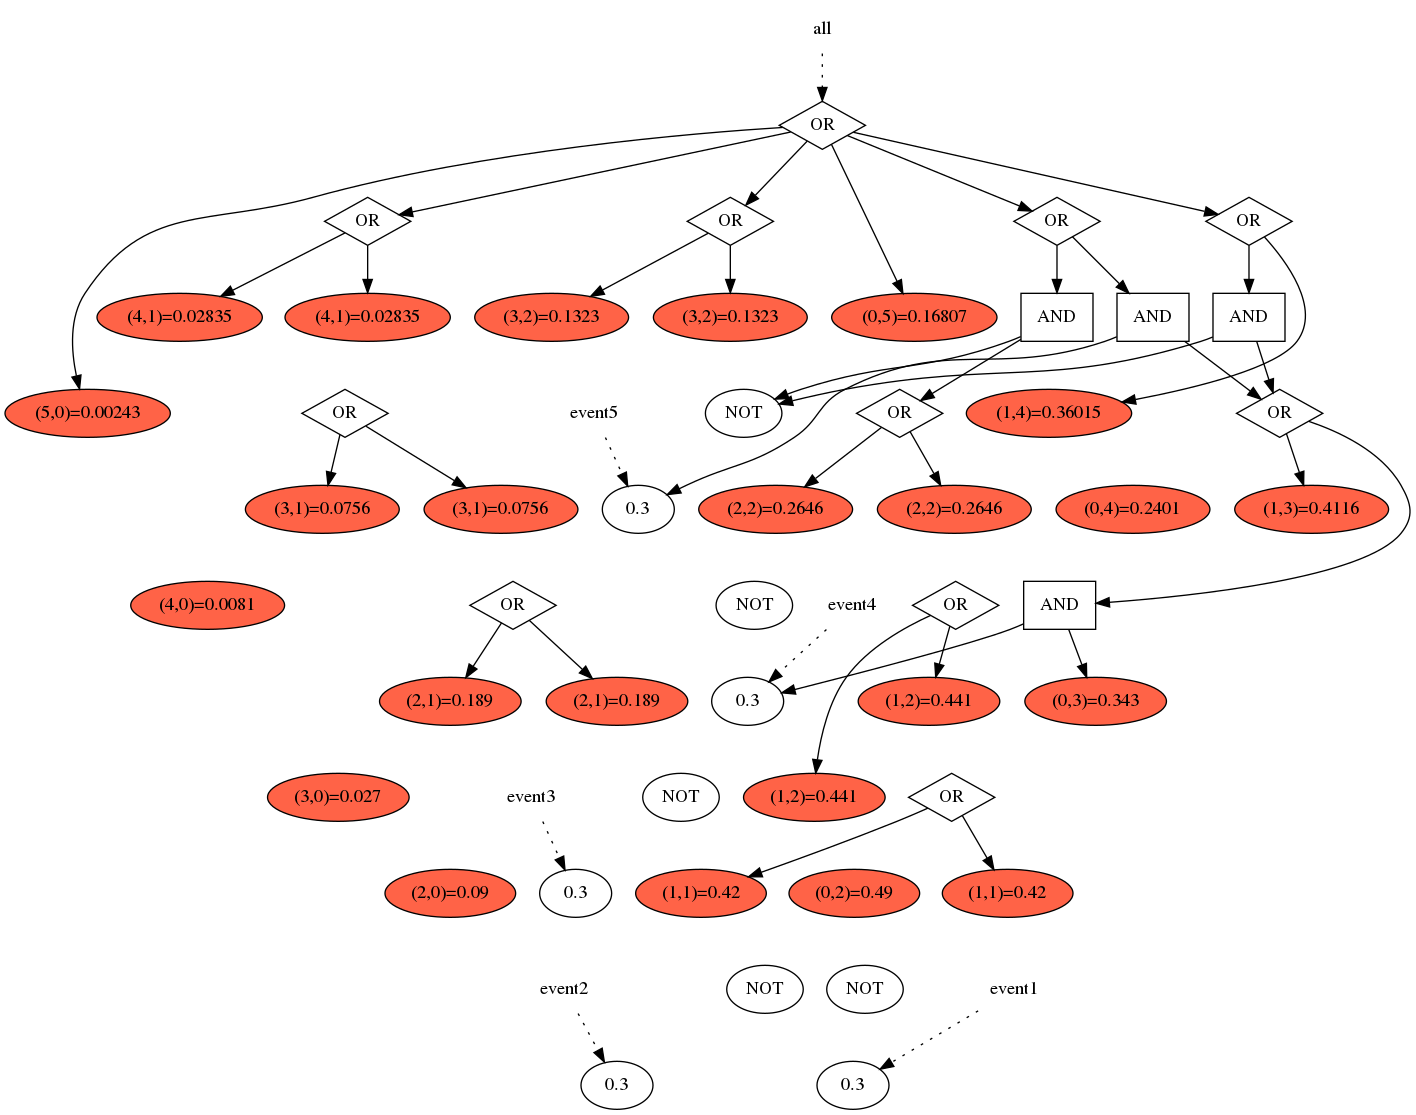 all
OR
OR
OR
OR
OR
(4,1)=0.02835
(4,1)=0.02835
(3,2)=0.1323
(3,2)=0.1323
(0,5)=0.16807
AND
AND
AND
(5,0)=0.00243
OR
event5
NOT
OR
(1,4)=0.36015
OR
(3,1)=0.0756
(3,1)=0.0756
0.3
(2,2)=0.2646
(2,2)=0.2646
(0,4)=0.2401
(1,3)=0.4116
(4,0)=0.0081
OR
NOT
event4
OR
AND
(2,1)=0.189
(2,1)=0.189
0.3
(1,2)=0.441
(0,3)=0.343
(3,0)=0.027
event3
NOT
(1,2)=0.441
OR
(2,0)=0.09
0.3
(1,1)=0.42
(0,2)=0.49
(1,1)=0.42
event2
NOT
NOT
event1
0.3
0.3